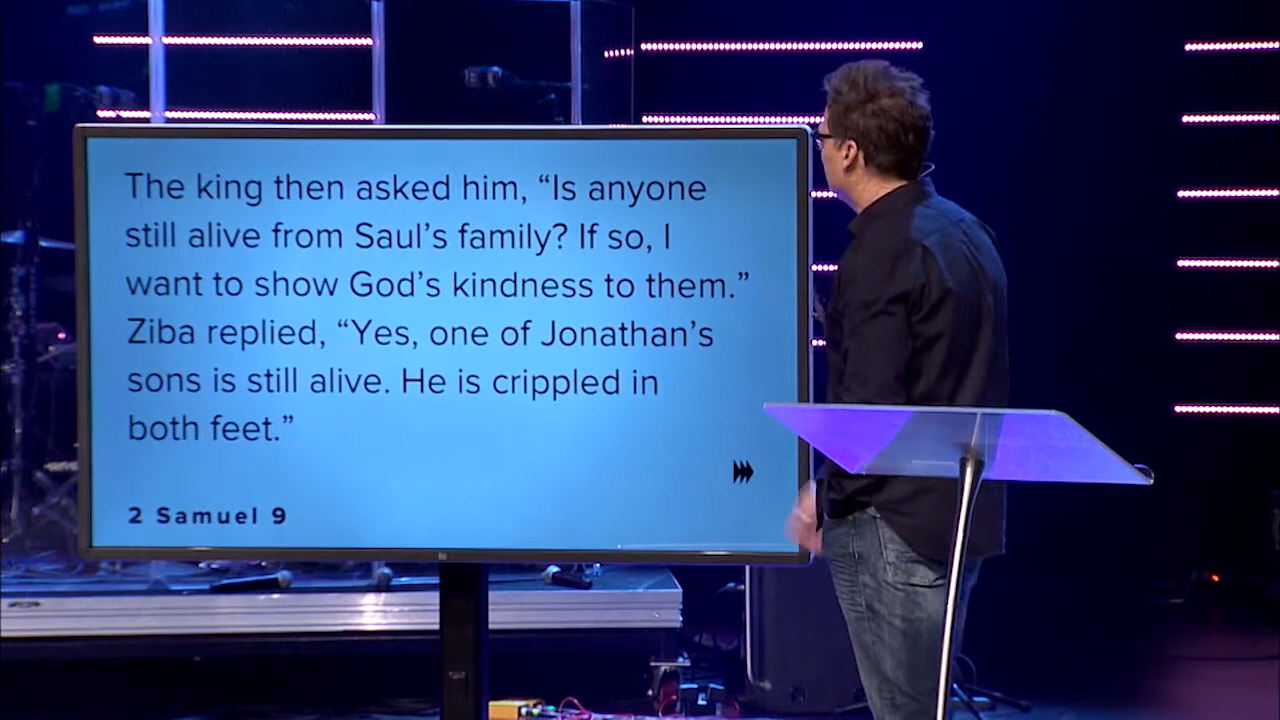 The king then asked him, “Is anyone
still alive from Saul’s family? If so, I
want to show God’s kindness to them.”
Ziba replied, “Yes, one of Jonathan’s
sons is still alive. He is crippled in
both feet.”
2 Samuel 9